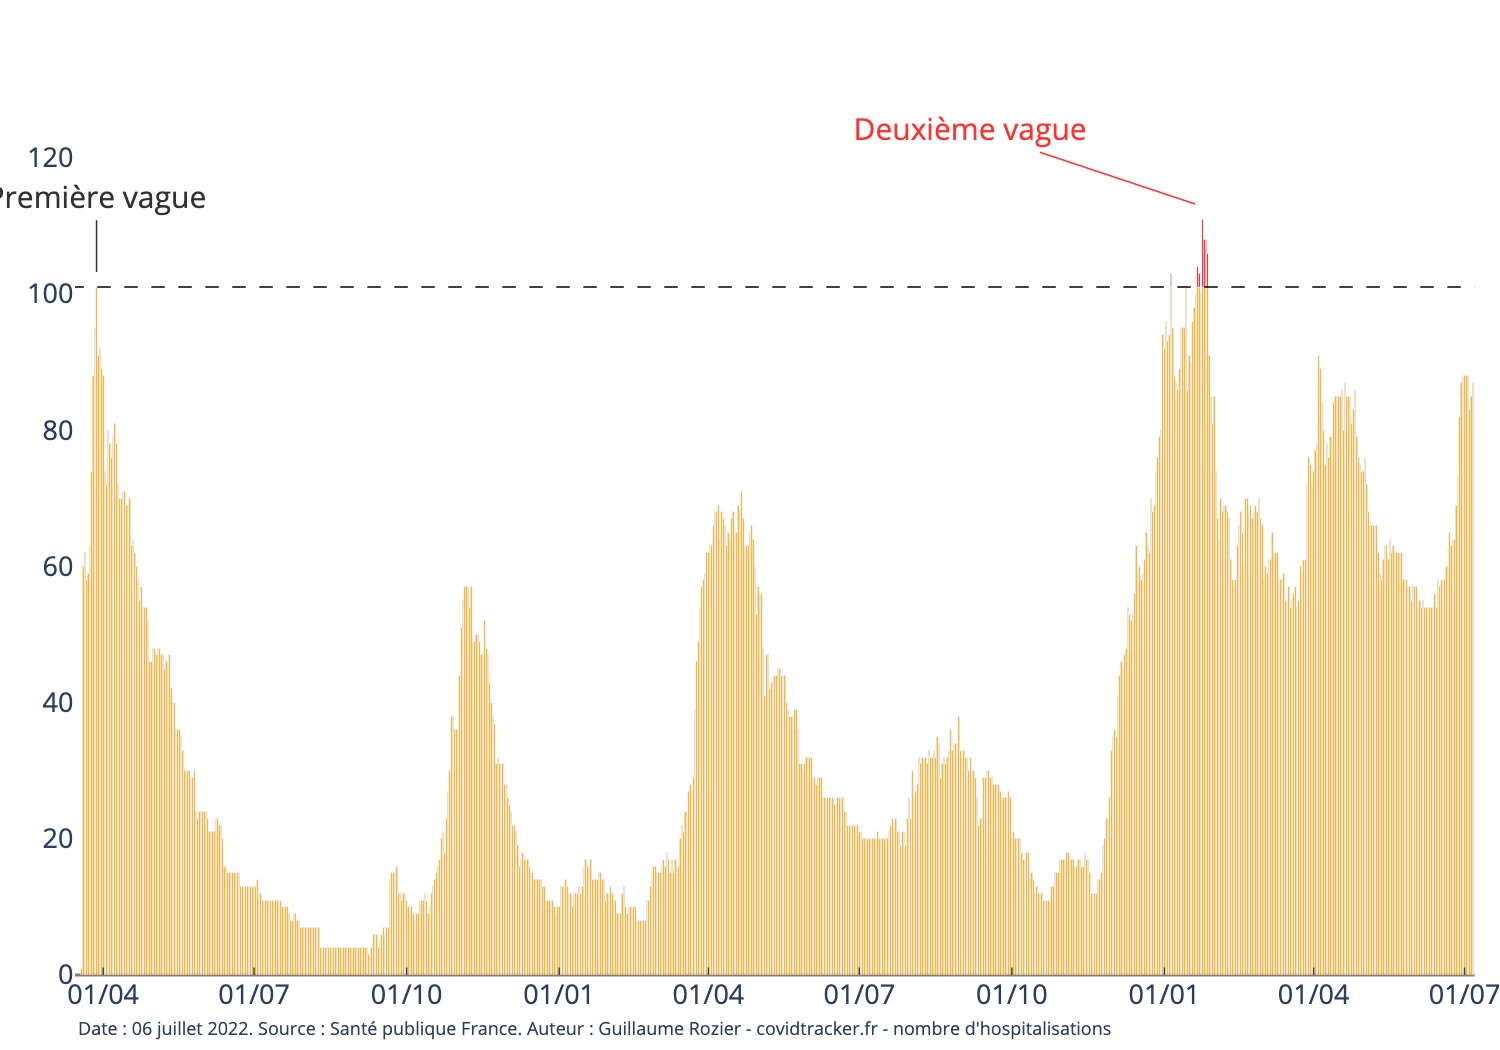 Deuxième vague
120
Première vague
100
80
60
40
20
0
01/04 01/07 01/10 01/01 01/04 01/07 01/10 01/01 01/04 01/07
Date : 06 juillet 2022. Source : Santé publique France. Auteur : Guillaume Rozier - covidtracker.fr - nombre d'hospitalisations